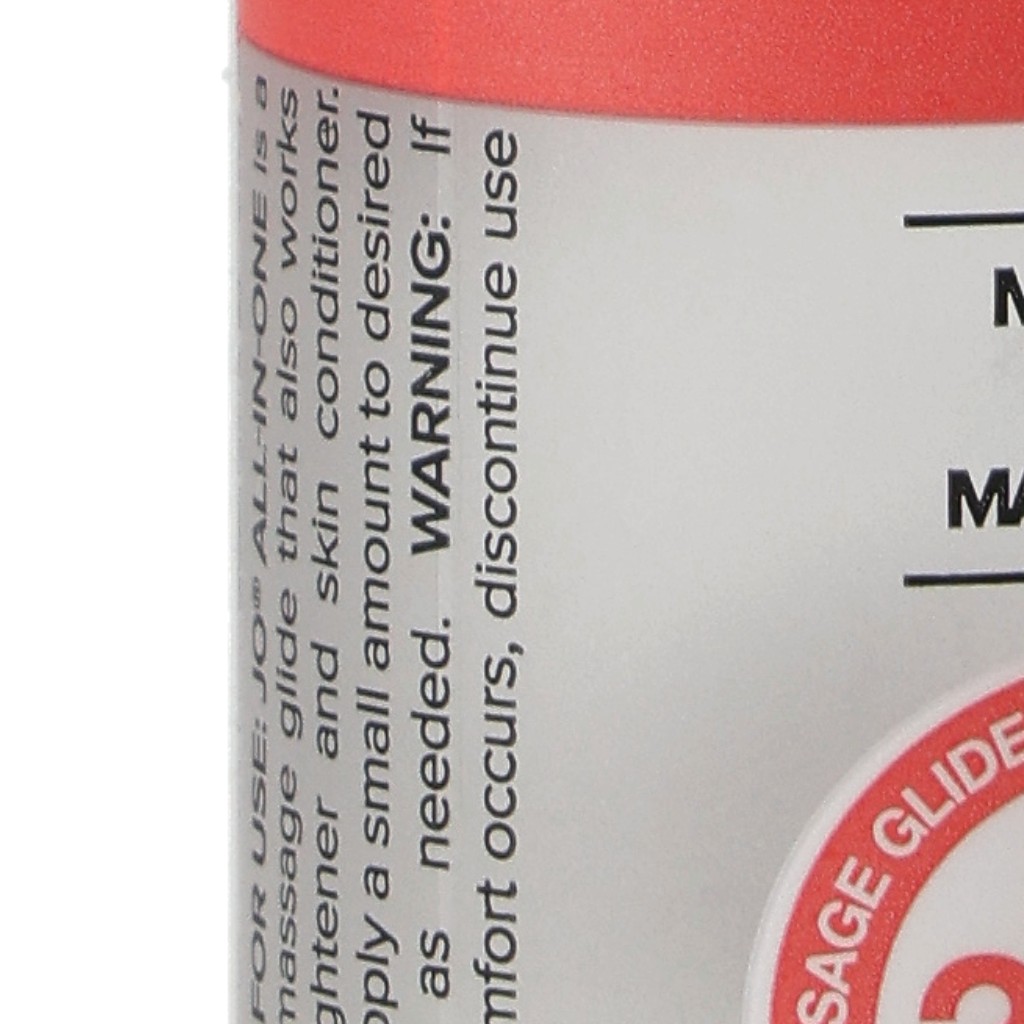 FOR USE: JO® ALL-IN-ONE is a
massage glide that also works
ghtener and skin conditioner.
pply a small amount to desired
as needed. WARNING: If
mfort occurs, discontinue use
M
MA
SAGE GLIDE